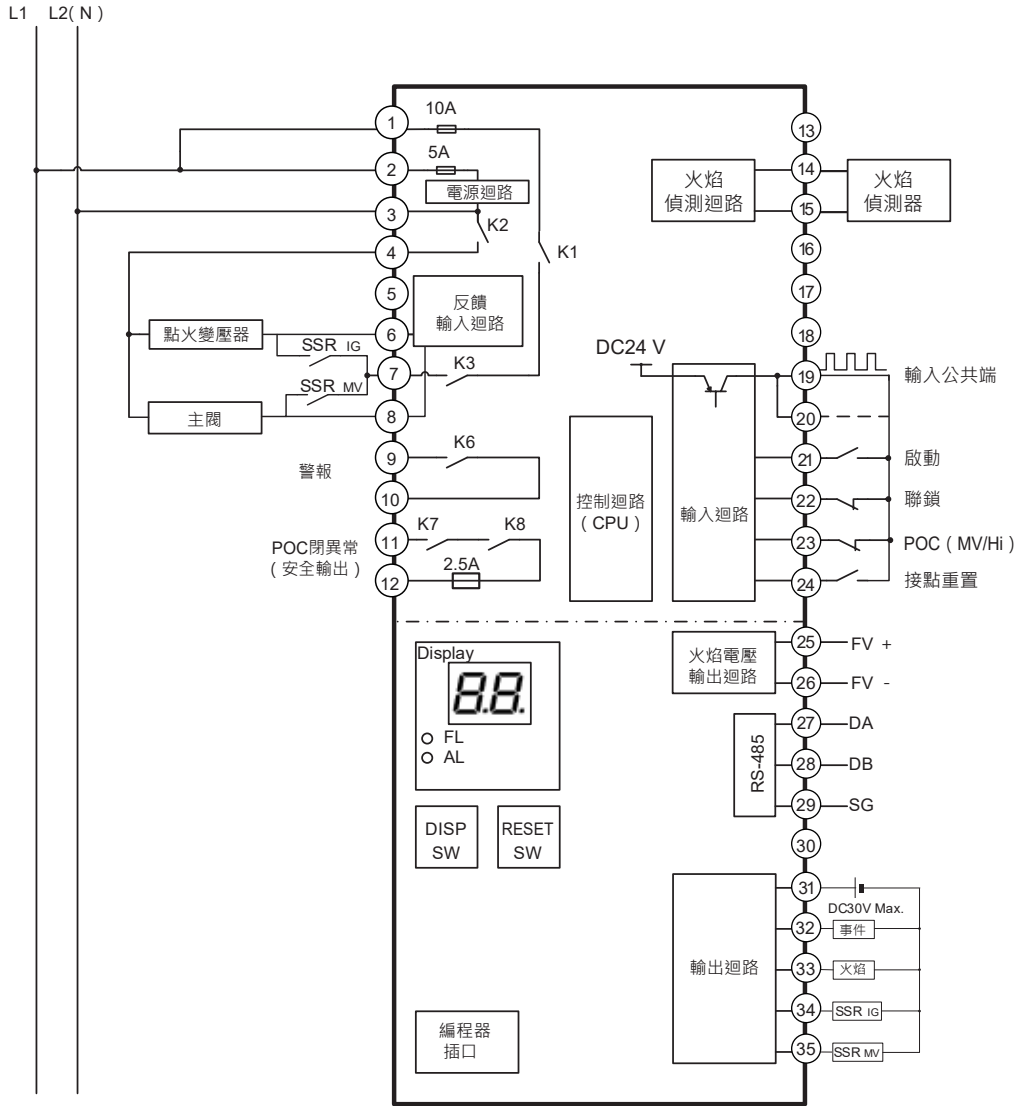 L1 L2( N )
1
10A
2
5A
電源迴路
3
K2
4
K1
5
反饋
輸入迴路
點火變壓器
6
SSR IG
7
K3
SSR MV
主閥
8
警報
9
K6
10
POC閉異常
( 安全輸出 )
11
K7
K8
12
2.5A
13
火焰
偵測迴路
14
15
火焰
偵測器
16
17
18
DC24 V
19
輸入公共端
20
控制迴路
( CPU )
輸入迴路
21
啟動
22
聯鎖
23
POC ( MV/Hi )
24
接點重置
Display
88.
FL
AL
DISP
SW
RESET
SW
編程器
插口
火焰電壓
輸出迴路
25
FV +
26
FV -
RS-485
27
DA
28
DB
29
SG
30
輸出迴路
31
DC30V Max.
32
事件
33
火焰
34
SSR IG
35
SSR MV